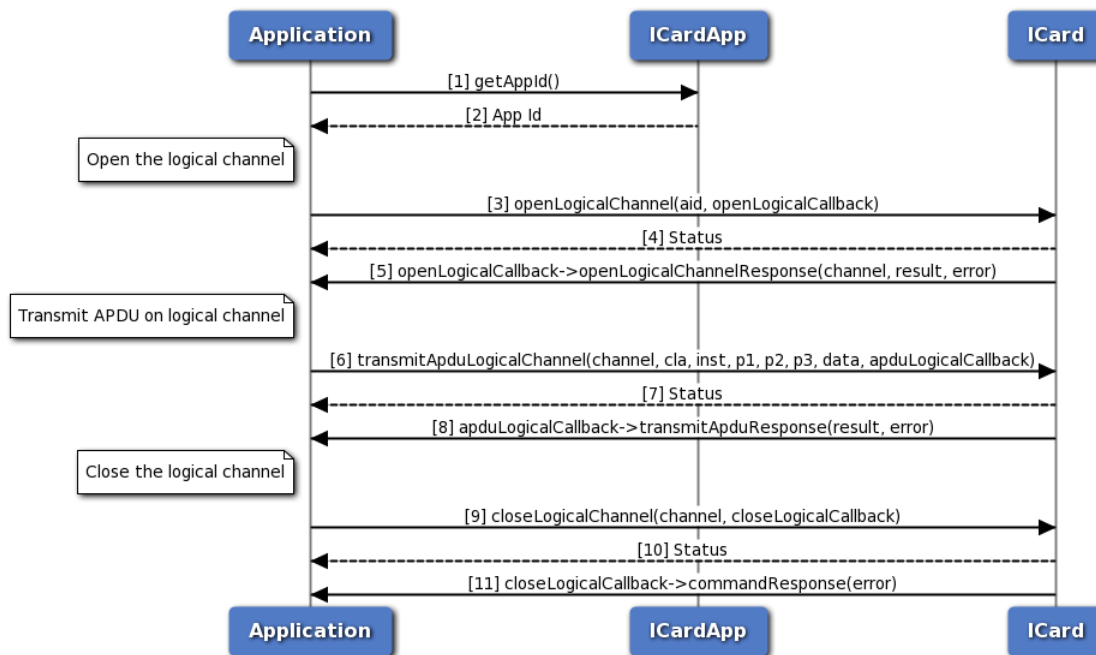 Application ICardApp ICard
[1] getAppId()
[2] App Id
Open the logical channel
[3] openLogicalChannel(aid, openLogicalCallback)
[4] Status
[5] openLogicalCallback->openLogicalChannelResponse(channel, result, error)
Transmit APDU on logical channel
[6] transmitApduLogicalChannel(channel, cla, inst, p1, p2, p3, data, apduLogicalCallback)
[7] Status
[8] apduLogicalCallback->transmitApduResponse(result, error)
Close the logical channel
[9] closeLogicalChannel(channel, closeLogicalCallback)
[10] Status
[11] closeLogicalCallback->commandResponse(error)
Application ICardApp ICard